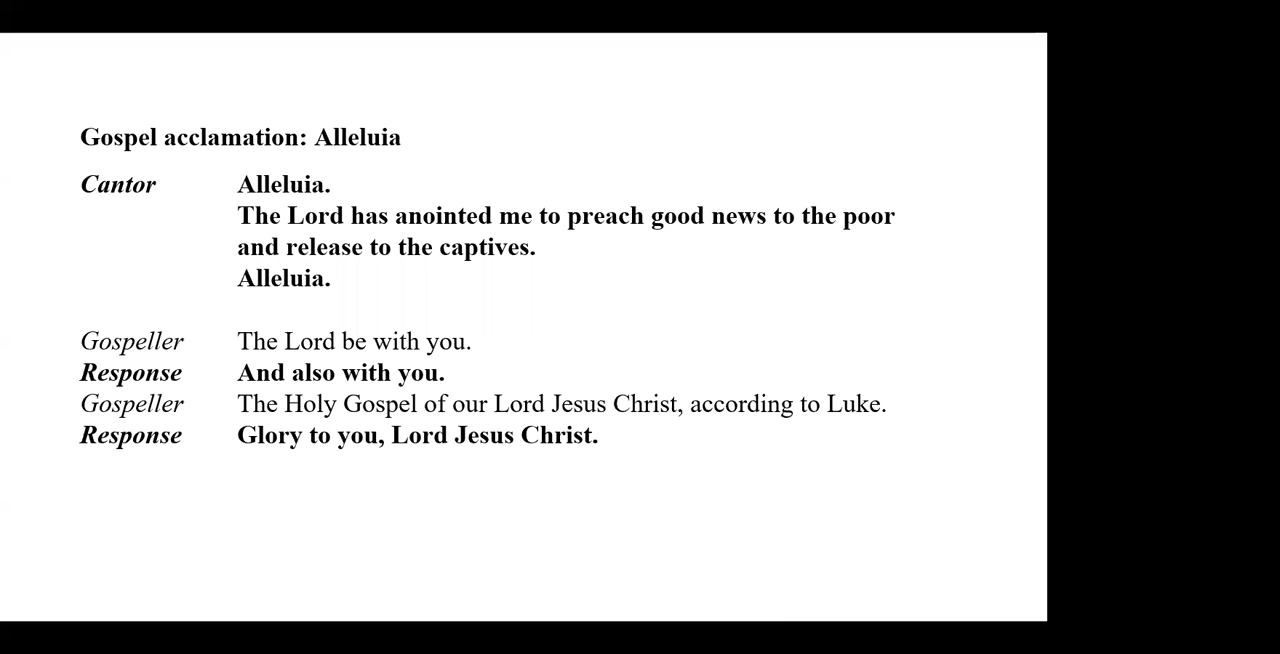 Gospel acclamation: Alleluia
Cantor Alleluia.
The Lord has anointed me to preach good news to the poor
and release to the captives.
Alleluia.
Gospeller The Lord be with you.
Response And also with you.
Gospeller The Holy Gospel of our Lord Jesus Christ, according to Luke.
Response Glory to you, Lord Jesus Christ.